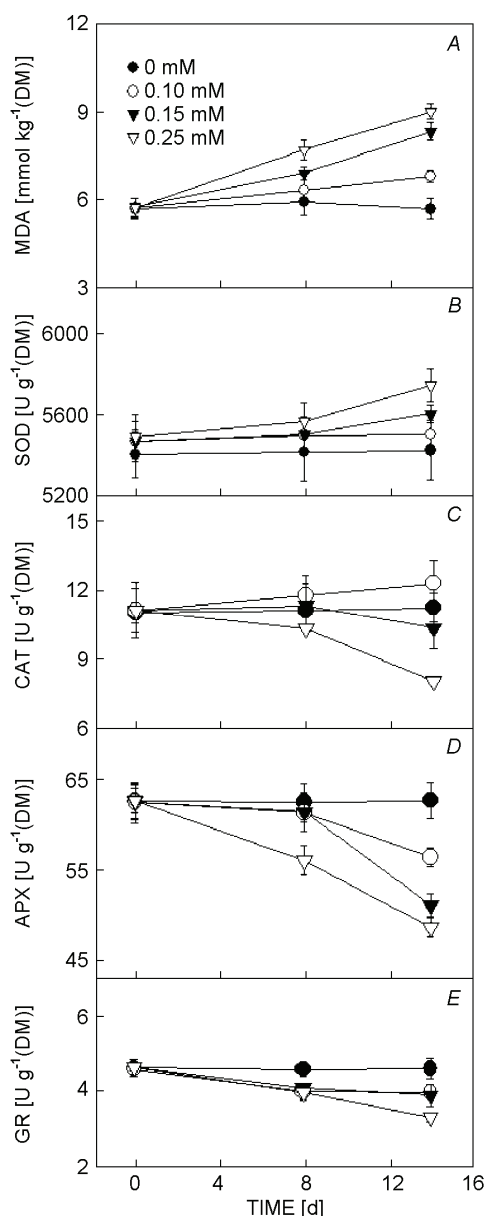 12
A
0 mM
0.10 mM
0.15 mM
0.25 mM
9
6
3
MDA [mmol kg⁻¹(DM)]
B
6000
5600
5200
SOD [U g⁻¹(DM)]
C
15
12
9
6
CAT [U g⁻¹(DM)]
D
65
55
45
APX [U g⁻¹(DM)]
E
6
4
2
GR [U g⁻¹(DM)]
0 4 8 12 16
TIME [d]